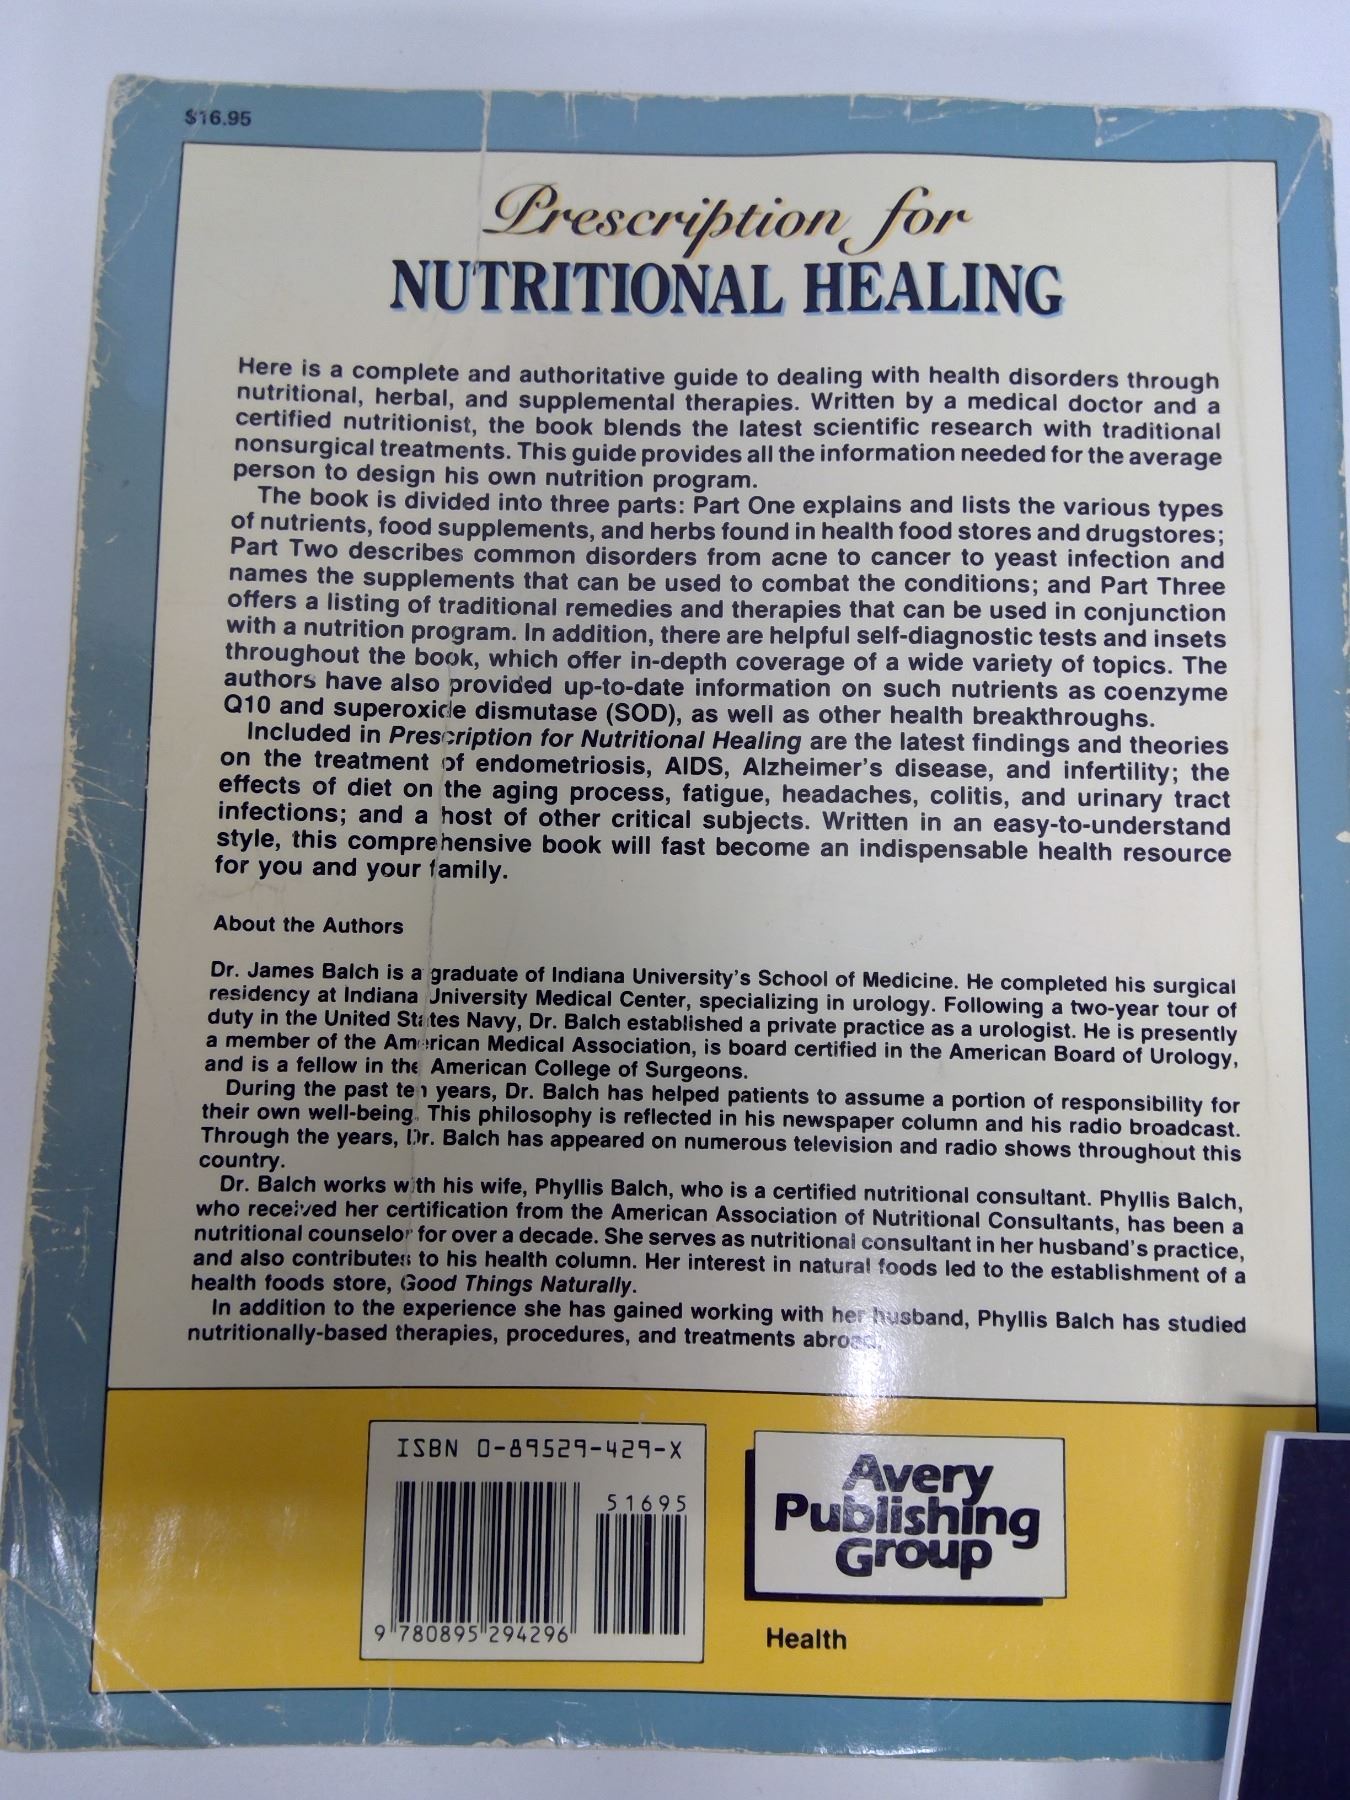 $16.95
Prescription for
NUTRITIONAL HEALING
Here is a complete and authoritative guide to dealing with health disorders through
nutritional, herbal, and supplemental therapies. Written by a medical doctor and a
certified nutritionist, the book blends the latest scientific research with traditional
nonsurgical treatments. This guide provides all the information needed for the average
person to design his own nutrition program.
The book is divided into three parts: Part One explains and lists the various types
of nutrients, food supplements, and herbs found in health food stores and drugstores;
Part Two describes common disorders from acne to cancer to yeast infection and
names the supplements that can be used to combat the conditions; and Part Three
offers a listing of traditional remedies and therapies that can be used in conjunction
with a nutrition program. In addition, there are helpful self-diagnostic tests and insets
throughout the book, which offer in-depth coverage of a wide variety of topics. The
authors have also provided up-to-date information on such nutrients as coenzyme
Q10 and superoxide dismutase (SOD), as well as other health breakthroughs.
Included in Prescription for Nutritional Healing are the latest findings and theories
on the treatment of endometriosis, AIDS, Alzheimer's disease, and infertility; the
effects of diet on the aging process, fatigue, headaches, colitis, and urinary tract
infections; and a host of other critical subjects. Written in an easy-to-understand
style, this comprehensive book will fast become an indispensable health resource
for you and your family.
About the Authors
Dr. James Balch is a graduate of Indiana University's School of Medicine. He completed his surgical
residency at Indiana University Medical Center, specializing in urology. Following a two-year tour of
duty in the United States Navy, Dr. Balch established a private practice as a urologist. He is presently
a member of the American Medical Association, is board certified in the American Board of Urology,
and is a fellow in the American College of Surgeons.
During the past ten years, Dr. Balch has helped patients to assume a portion of responsibility for
their own well-being. This philosophy is reflected in his newspaper column and his radio broadcast.
Through the years, Dr. Balch has appeared on numerous television and radio shows throughout this
country.
Dr. Balch works with his wife, Phyllis Balch, who is a certified nutritional consultant. Phyllis Balch,
who received her certification from the American Association of Nutritional Consultants, has been a
nutritional counselor for over a decade. She serves as nutritional consultant in her husband's practice,
and also contributes to his health column. Her interest in natural foods led to the establishment of a
health foods store, Good Things Naturally.
In addition to the experience she has gained working with her husband, Phyllis Balch has studied
nutritionally-based therapies, procedures, and treatments abroad.
ISBN 0-89529-429-X
51695
9 780895 294296
Avery
Publishing
Group
Health